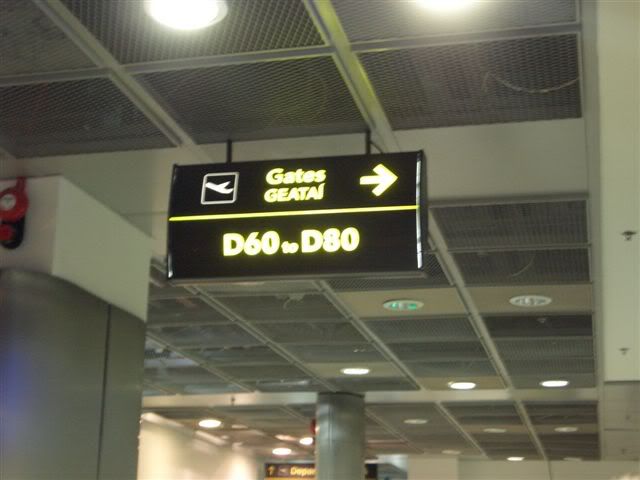 Gates
GEATAÍ
D60 to D80